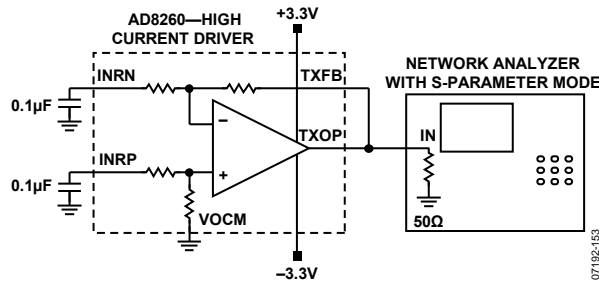 AD8260—HIGH
CURRENT DRIVER
+3.3V
INRN
TXFB
0.1µF
–
TXOP
INRP
+
0.1µF
VOCM
–3.3V
NETWORK ANALYZER
WITH S-PARAMETER MODE
IN
50Ω
07192-153